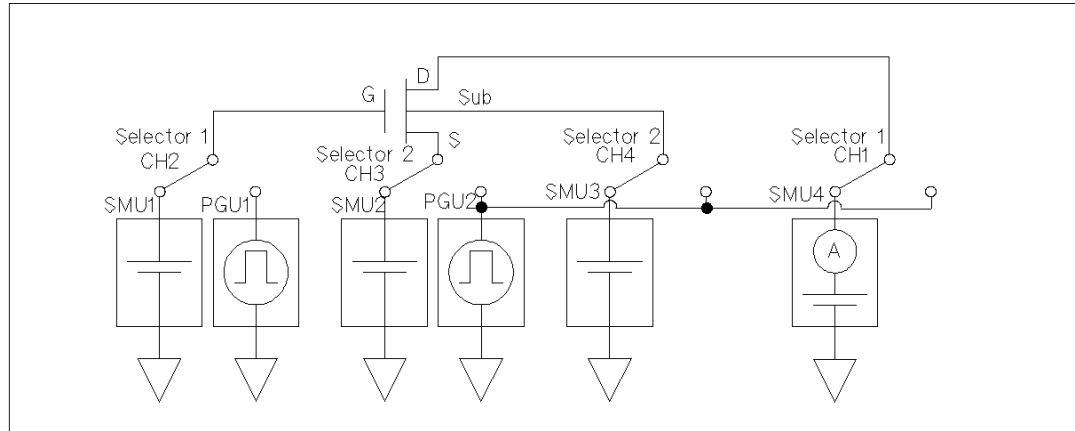 D
G
Sub
S
Selector 1
CH2
Selector 2
CH3
Selector 2
CH4
Selector 1
CH1
SMU1
PGU1
SMU2
PGU2
SMU3
SMU4
A